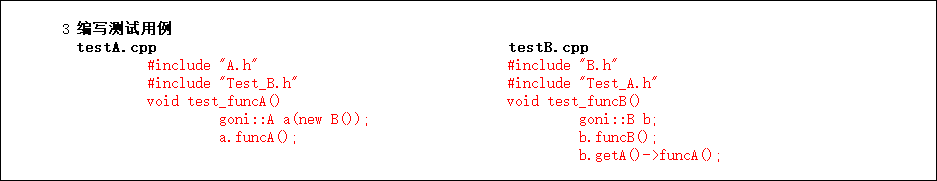 3 编写测试用例
testA.cpp
#include "A.h"
#include "Test_B.h"
void test_funcA()
goni::A a(new B());
a.funcA();
testB.cpp
#include "B.h"
#include "Test_A.h"
void test_funcB()
goni::B b;
b.funcB();
b.getA()->funcA();